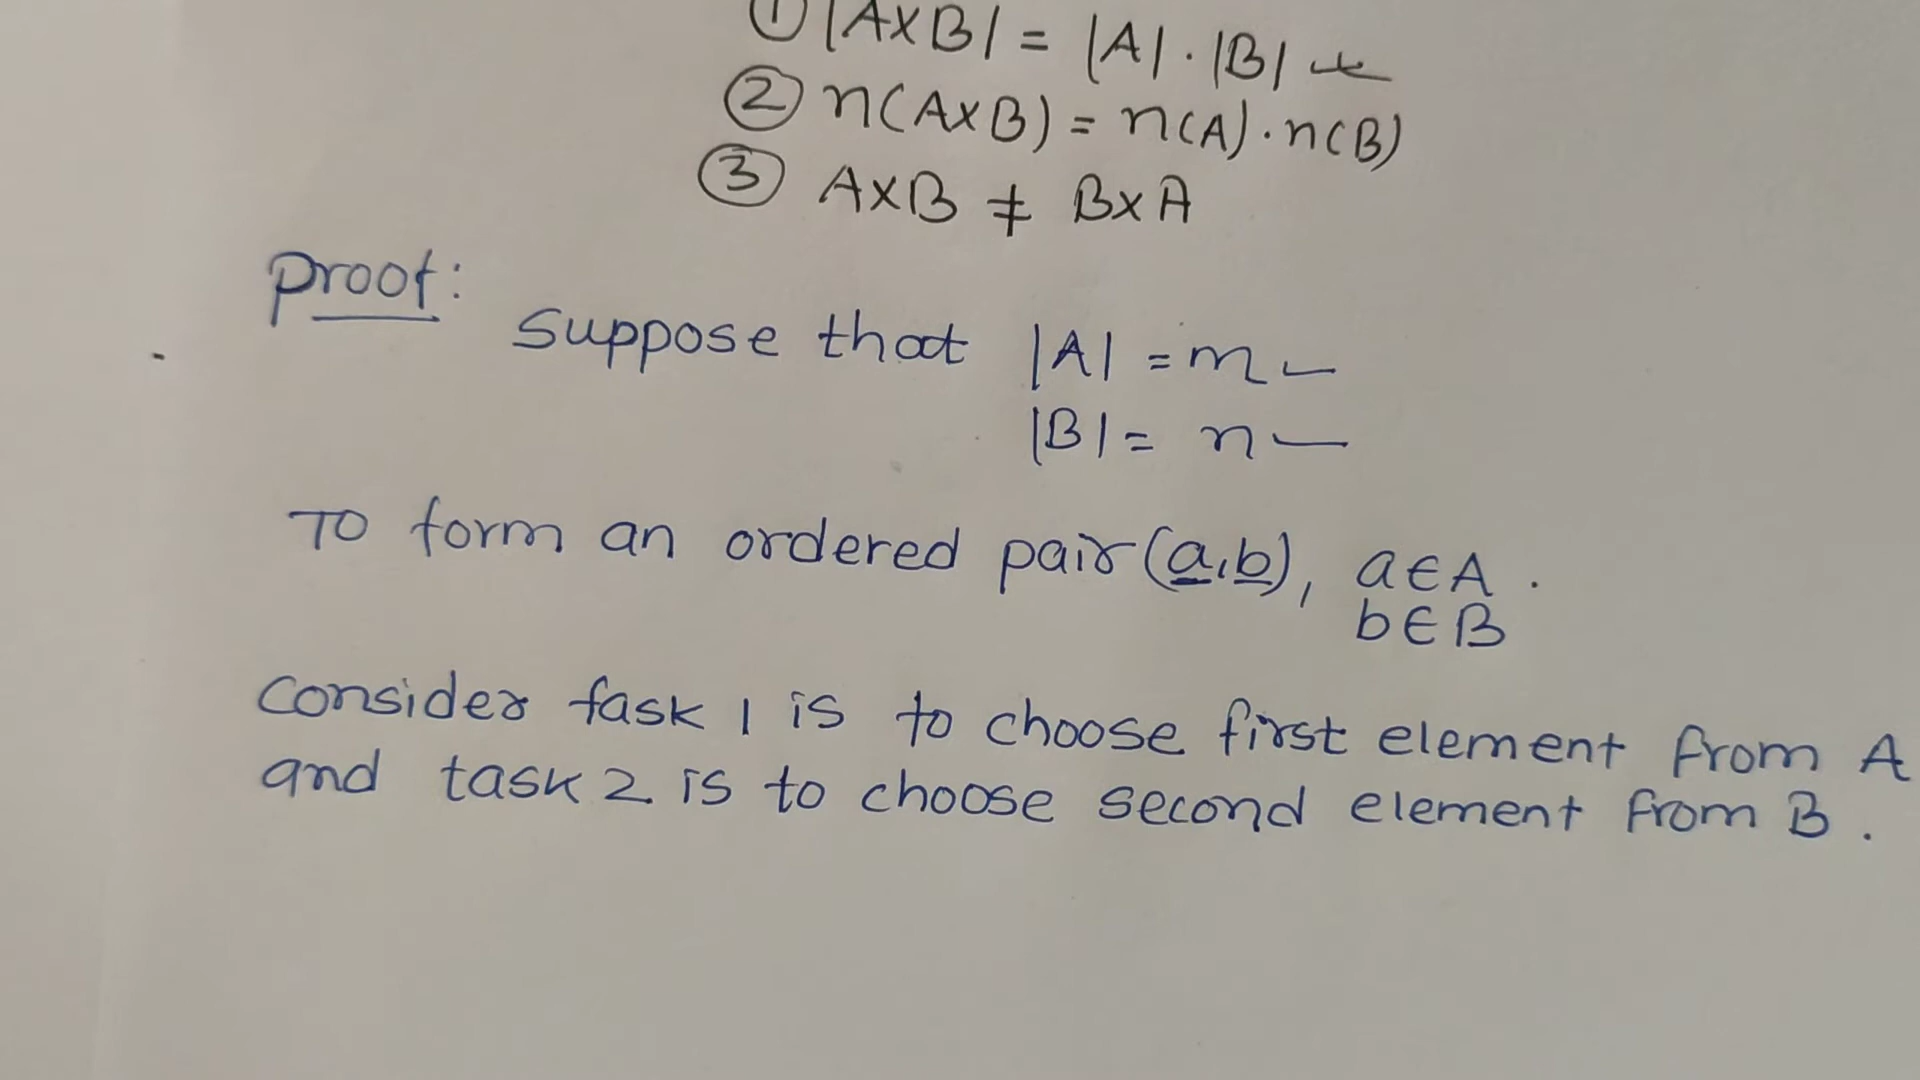 ① |A×B| = |A|·|B|
② n(A×B) = n(A)·n(B)
③ A×B ≠ B×A
Proof:
Suppose that |A| = m
|B| = n
To form an ordered pair (a,b), a∈A.
b∈B
Consider task 1 is to choose first element from A
and task 2 is to choose second element from B.